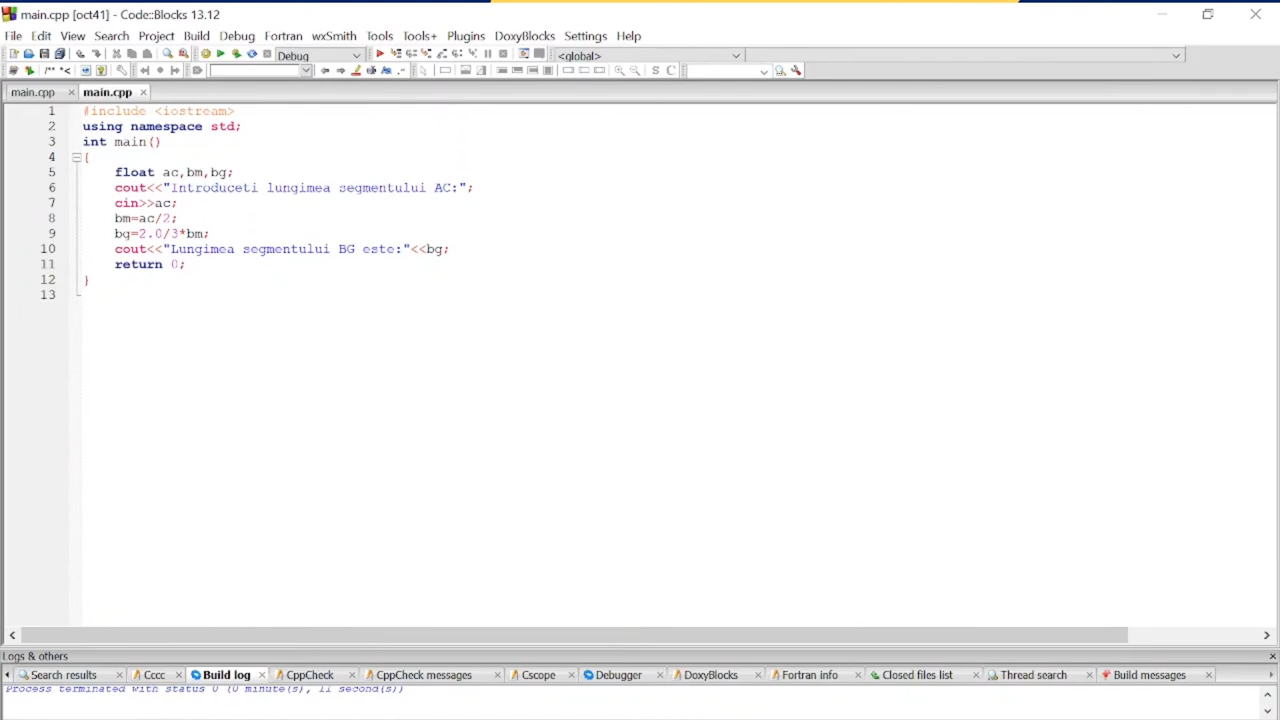 main.cpp [oct41] - Code::Blocks 13.12
File Edit View Search Project Build Debug Fortran wxSmith Tools Tools+ Plugins DoxyBlocks Settings Help
Debug <global>
/** *< S C
main.cpp main.cpp
1 #include <iostream>
2 using namespace std;
3 int main()
4 {
5 float ac,bm,bg;
6 cout<<"Introduceti lungimea segmentului AC:";
7 cin>>ac;
8 bm=ac/2;
9 bg=2.0/3*bm;
10 cout<<"Lungimea segmentului BG este:"<<bg;
11 return 0;
12 }
13
Logs & others
Search results Cccc Build log CppCheck CppCheck messages Cscope Debugger DoxyBlocks Fortran info Closed files list Thread search Build messages
Process terminated with status 0 (0 minute(s), 11 second(s))